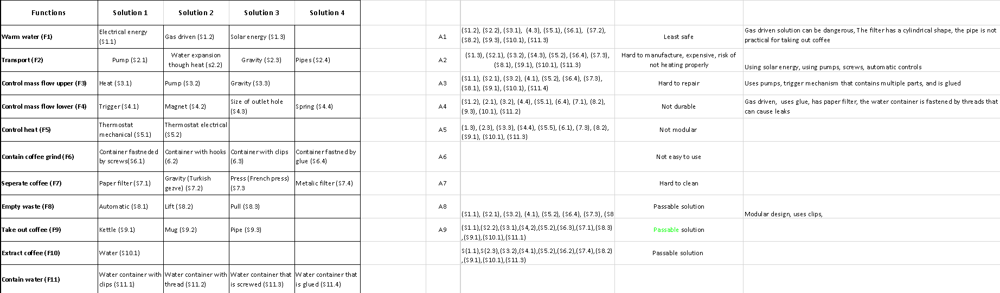 Functions Solution 1 Solution 2 Solution 3 Solution 4
Warm water (F1)
Electrical energy
(S1.1)
Gas driven (S1.2)
Solar energy (S1.3)
A1
(S1.2), (S2.2), (S3.1), (4.3), (S5.1), (S6.1), (S7.2),
(S8.2), (S9.3), (S10.1), (S11.3)
Least safe
Gas driven solution can be dangerous, The filter has a cylindrical shape, the pipe is not
practical for taking out coffee
Transport (F2)
Pump (S2.1)
Water expansion
though heat (s2.2)
Gravity (S2.3)
Pipes (S2.4)
A2
(S1.3), (S2.1), (S3.2), (S4.3), (S5.2), (S6.4), (S7.3),
(S8.1), (S9.1), (S10.1), (S11.3)
Hard to manufacture, expensive, risk of
not heating properly
Using solar energy, using pumps, screws, automatic controls
Control mass flow upper (F3)
Heat (S3.1)
Pump (S3.2)
Gravity (S3.3)
A3
(S1.1), (S2.1), (S3.2), (4.1), (S5.2), (S6.4), (S7.3),
(S8.1), (S9.1), (S10.1), (S11.4)
Hard to repair
Uses pumps, trigger mechanism that contains multiple parts, and is glued
Control mass flow lower (F4)
Trigger (S4.1)
Magnet (S4.2)
Size of outlet hole
(S4.3)
Spring (S4.4)
A4
(S1.2), (2.1), (3.2), (4.4), (S5.1), (6.4), (7.1), (8.2),
(9.3), (10.1), (S11.2)
Not durable
Gas driven, uses glue, has paper filter, the water container is fastened by threads that
can cause leaks
Control heat (F5)
Thermostat
mechanical (S5.1)
Thermostat electrical
(S5.2)
A5
(1.3), (2.3), (S3.3), (S4.4), (S5.5), (6.1), (7.3), (8.2),
(S9.1), (S10.1), (S11.3)
Not modular
Contain coffee grind (F6)
Container fastneded
by screws(S6.1)
Container with hooks
(6.2)
Container with clips
(6.3)
Container fastned by
glue (S6.4)
A6
Not easy to use
Seperate coffee (F7)
Paper filter (S7.1)
Gravity (Turkish
gezve) (S7.2)
Press (French press)
(S7.3
Metalic filter (S7.4)
A7
Hard to clean
Empty waste (F8)
Automatic (S8.1)
Lift (S8.2)
Pull (S8.3)
A8
(S1.1), (S2.1), (S3.2), (4.1), (S5.2), (S6.4), (S7.3), (S8
Passable solution
Modular design, uses clips,
Take out coffee (F9)
Kettle (S9.1)
Mug (S9.2)
Pipe (S9.3)
A9
(S1.1),(S2.2),(S3.1),(S4,2),(S5.2),(S6.3),(S7.1),(S8.3)
,(S9.1),(S10.1),(S11.1)
Passable solution
Extract coffee (F10)
Water (S10.1)
S(1.1),S(2.3),(S3.2),(S4.1),(S5.2),(S6.2),(S7.4),(S8.2)
,(S9.1),(S10.1),(S11.3)
Passable solution
Contain water (F11)
Water container with
clips (S11.1)
Water container with
thread (S11.2)
Water container that
is screwed (S11.3)
Water container that
is glued (S11.4)